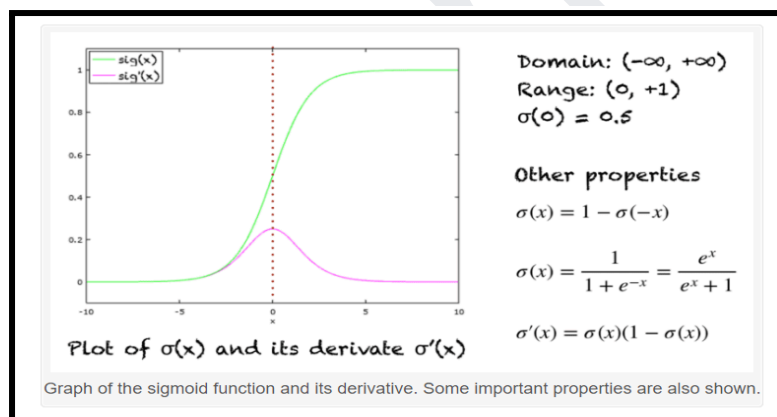 sig(x)
sig'(x)
1
0.8
0.6
0.4
0.2
0
-10
-5
0
5
10
x
Plot of σ(x) and its derivate σ'(x)
Domain: (-∞, +∞)
Range: (0, +1)
σ(0) = 0.5
Other properties
σ(x) = 1 − σ(−x)
σ(x) = 1 / (1 + e^{−x}) = e^x / (e^x + 1)
σ′(x) = σ(x)(1 − σ(x))
Graph of the sigmoid function and its derivative. Some important properties are also shown.